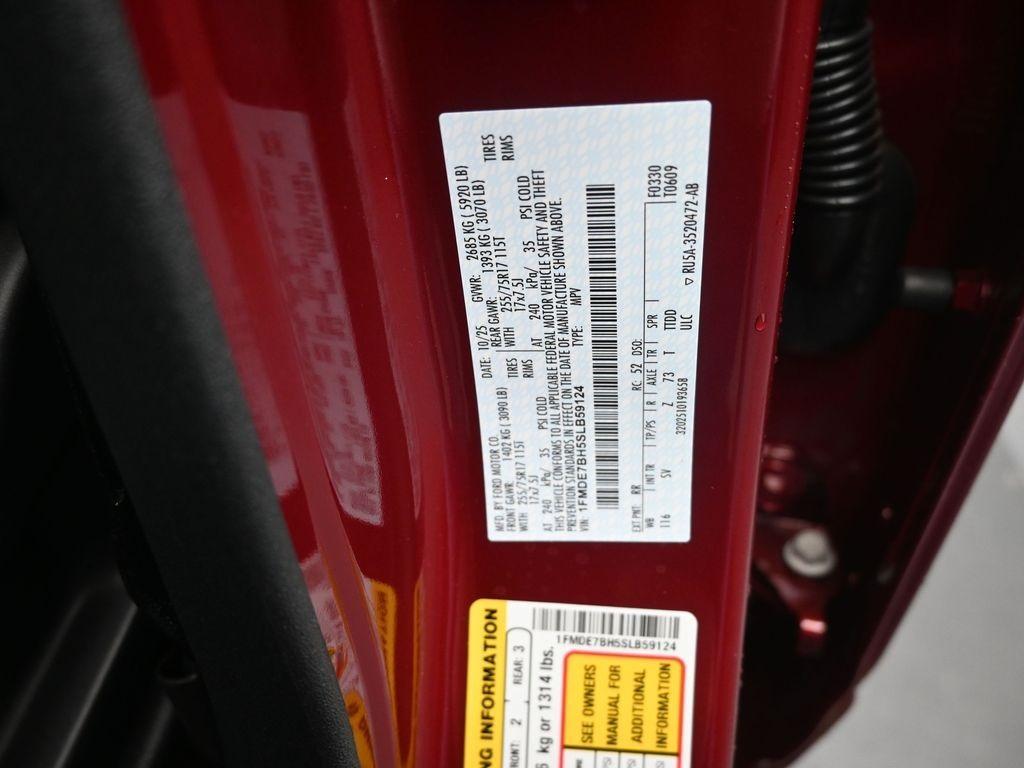 MFD. BY FORD MOTOR CO.
DATE: 10/25 GVWR: 2685 KG ( 5920 LB)
FRONT GAWR: 1402 KG ( 3090 LB)
REAR GAWR: 1393 KG ( 3070 LB)
WITH 255/75R17 115T TIRES
WITH 255/75R17 115T TIRES
17x7.5J RIMS
17x7.5J RIMS
AT 240 kPa/ 35 PSI COLD
AT 240 kPa/ 35 PSI COLD
THIS VEHICLE CONFORMS TO ALL APPLICABLE FEDERAL MOTOR VEHICLE SAFETY AND THEFT
PREVENTION STANDARDS IN EFFECT ON THE DATE OF MANUFACTURE SHOWN ABOVE.
VIN: 1FMDE7BH5SLB59124 TYPE: MPV
EXT PNT: RR RC: 52 DSO: F0330
WB INT TR TP/PS R AXLE TR SPR T0609
116 SV Z 73 T TTDD
ULC
3202510193658 ▽ RU5A-3520472-AB
NG INFORMATION
RONT: 2 REAR: 3
kg or 1314 lbs.
1FMDE7BH5SLB59124
SEE OWNERS
MANUAL FOR
ADDITIONAL
INFORMATION